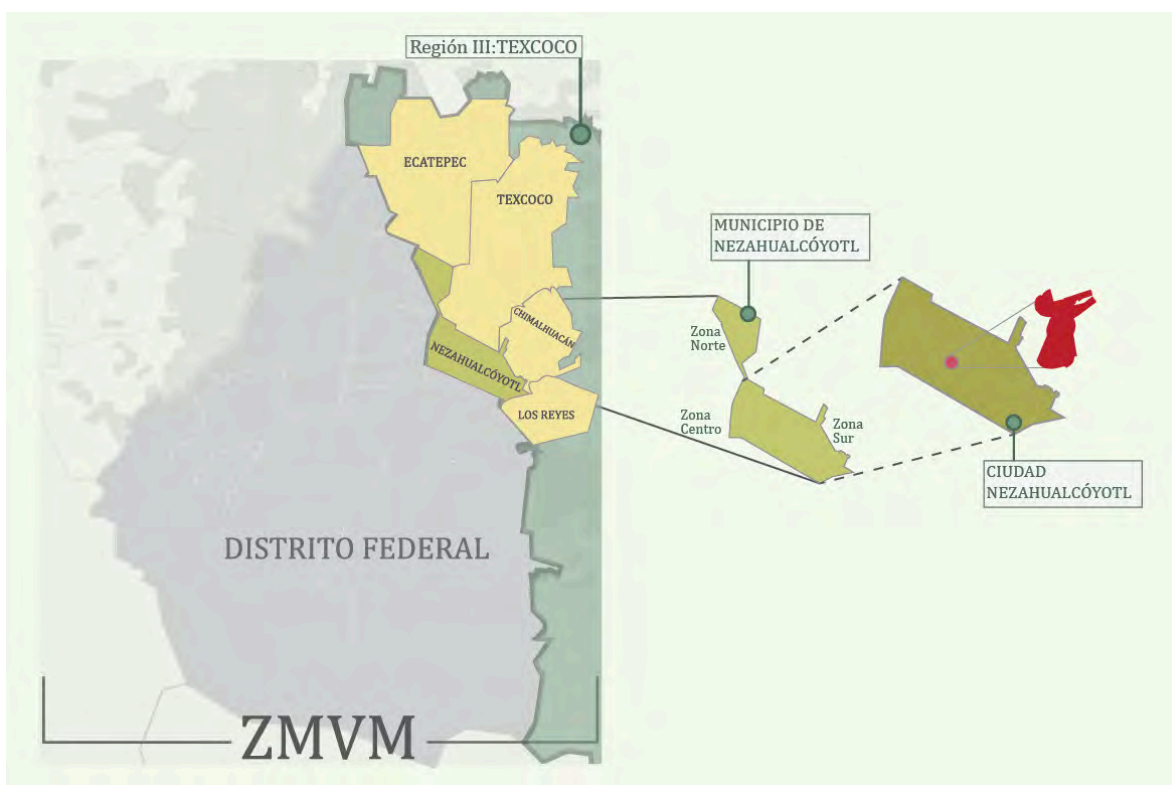 Región III:TEXCOCO
ECATEPEC
TEXCOCO
CHIMALHUACÁN
NEZAHUALCÓYOTL
LOS REYES
DISTRITO FEDERAL
ZMVM
MUNICIPIO DE
NEZAHUALCÓYOTL
Zona
Norte
Zona
Centro
Zona
Sur
CIUDAD
NEZAHUALCÓYOTL